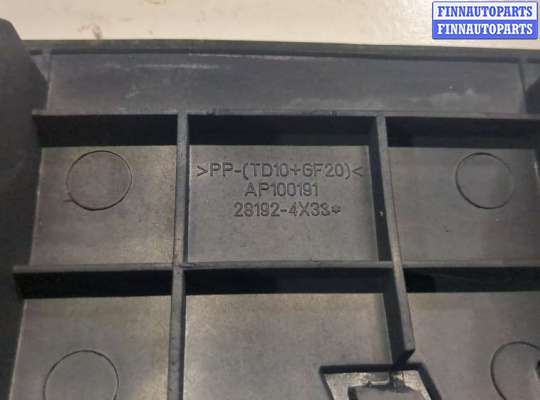 FINNAUTOPARTS
FINNAUTOPARTS
>PP-(TD10+GF20)<
AP100191
28192-4X33*